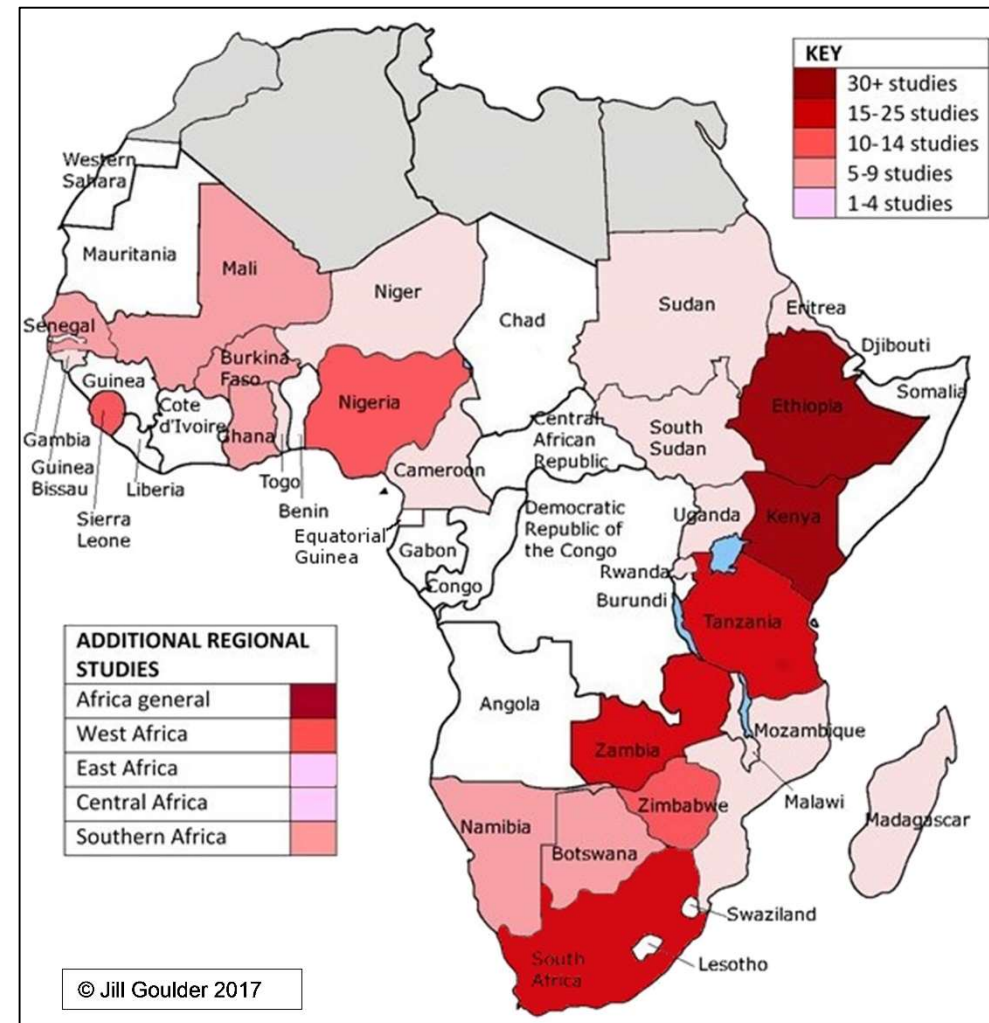 KEY
30+ studies
15-25 studies
10-14 studies
5-9 studies
1-4 studies
Western
Sahara
Mauritania
Mali
Niger
Chad
Sudan
Eritrea
Djibouti
Somalia
Ethiopia
Senegal
Burkina
Faso
Guinea
Cote
d'Ivoire
Ghana
Nigeria
Gambia
Guinea
Bissau
Sierra
Leone
Liberia
Togo
Benin
Cameroon
Central
African
Republic
South
Sudan
Equatorial
Guinea
Gabon
Congo
Democratic
Republic of
the Congo
Uganda
Kenya
Rwanda
Burundi
Tanzania
Angola
Zambia
Mozambique
Malawi
Zimbabwe
Madagascar
Namibia
Botswana
Swaziland
Lesotho
South
Africa
ADDITIONAL REGIONAL
STUDIES
Africa general
West Africa
East Africa
Central Africa
Southern Africa
© Jill Goulder 2017